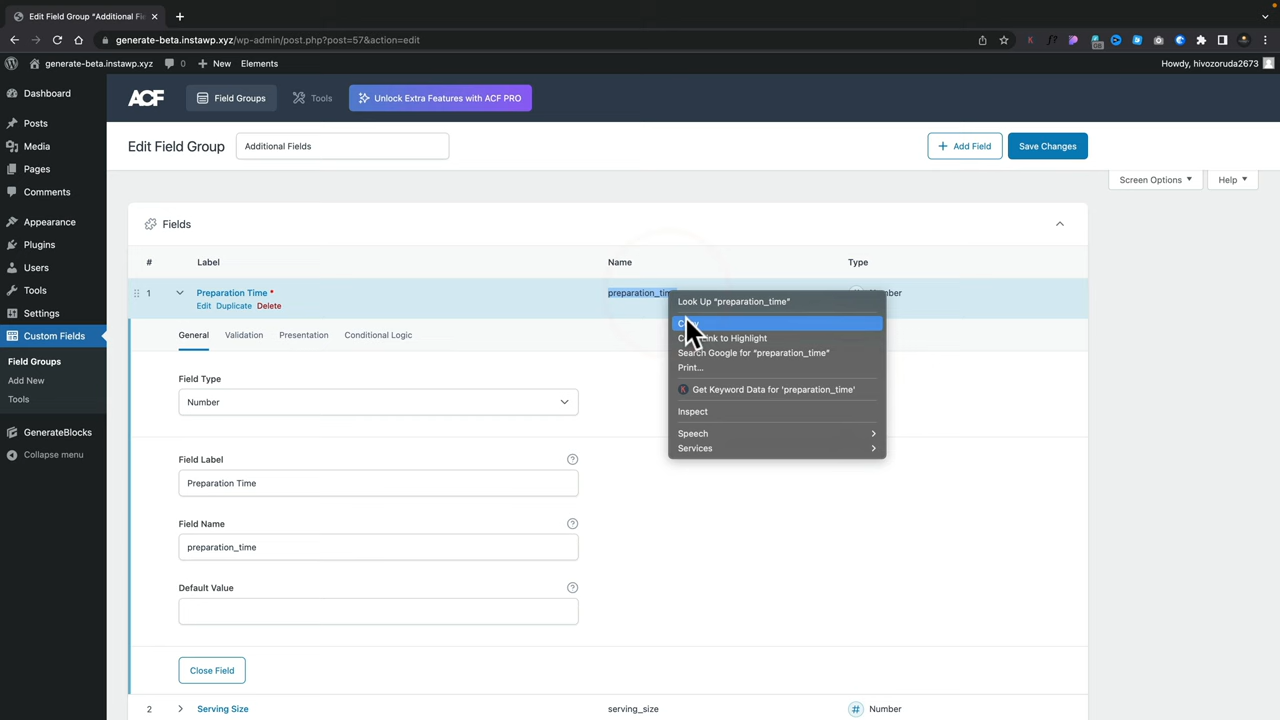 Edit Field Group "Additional Fie
generate-beta.instawp.xyz/wp-admin/post.php?post=57&action=edit
generate-beta.instawp.xyz 0 New Elements Howdy, hivozoruda2673
Dashboard
Posts
Media
Pages
Comments
Appearance
Plugins
Users
Tools
Settings
Custom Fields
Field Groups
Add New
Tools
GenerateBlocks
Collapse menu
ACF Field Groups Tools Unlock Extra Features with ACF PRO
Edit Field Group Additional Fields + Add Field Save Changes
Screen Options Help
Fields
# Label Name Type
1 Preparation Time *
Edit Duplicate Delete
General Validation Presentation Conditional Logic
Look Up “preparation_time”
Link to Highlight
Search Google for “preparation_time”
Print...
Get Keyword Data for 'preparation_time'
Inspect
Speech
Services
Field Type
Number
Field Label
Preparation Time
Field Name
preparation_time
Default Value
Close Field
2 Serving Size serving_size # Number